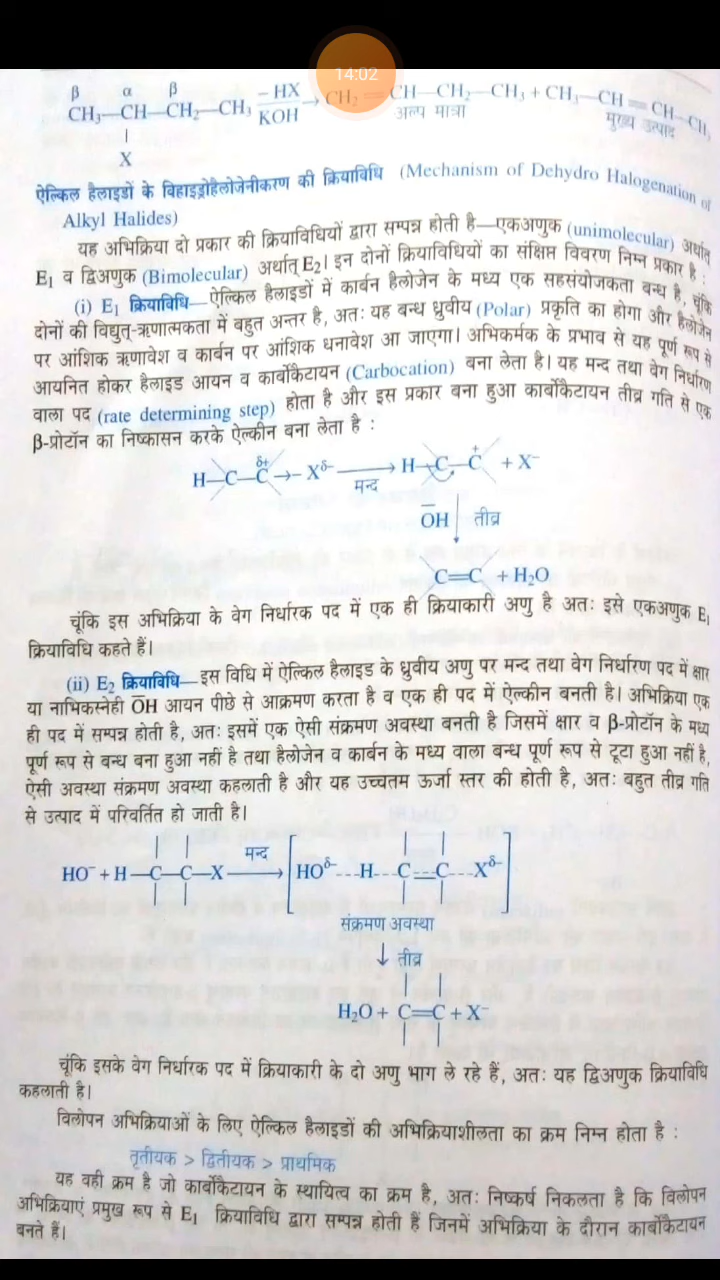 14:02
β α β
CH₃—CH—CH₂—CH₃ —HX/KOH→ CH₂=CH—CH₂—CH₃ + CH₃—CH=CH—CH₃
|
X
अल्प मात्रा मुख्य उत्पाद
ऐल्किल हैलाइडों के विहाइड्रोहैलोजेनीकरण की क्रियाविधि (Mechanism of Dehydro Halogenation of
Alkyl Halides)
यह अभिक्रिया दो प्रकार की क्रियाविधियों द्वारा सम्पन्न होती है—एकअणुक (unimolecular) अर्थात्
E₁ व द्विअणुक (Bimolecular) अर्थात् E₂। इन दोनों क्रियाविधियों का संक्षिप्त विवरण निम्न प्रकार है :
(i) E₁ क्रियाविधि—ऐल्किल हैलाइडों में कार्बन हैलोजेन के मध्य एक सहसंयोजकता बन्ध है, चूंकि
दोनों की विद्युत्-ऋणात्मकता में बहुत अन्तर है, अतः यह बन्ध ध्रुवीय (Polar) प्रकृति का होगा और हैलोजेन
पर आंशिक ऋणावेश व कार्बन पर आंशिक धनावेश आ जाएगा। अभिकर्मक के प्रभाव से यह पूर्ण रूप से
आयनित होकर हैलाइड आयन व कार्बोकैटायन (Carbocation) बना लेता है। यह मन्द तथा वेग निर्धारण
वाला पद (rate determining step) होता है और इस प्रकार बना हुआ कार्बोकैटायन तीव्र गति से एक
β-प्रोटॉन का निष्कासन करके ऐल्कीन बना लेता है :
H—C—C^δ+→—X^δ- ——→ H—C—C⁺ + X⁻
मन्द
O̅H तीव्र
C=C + H₂O
चूंकि इस अभिक्रिया के वेग निर्धारक पद में एक ही क्रियाकारी अणु है अतः इसे एकअणुक E₁
क्रियाविधि कहते हैं।
(ii) E₂ क्रियाविधि—इस विधि में ऐल्किल हैलाइड के ध्रुवीय अणु पर मन्द तथा वेग निर्धारण पद में क्षार
या नाभिकस्नेही O̅H आयन पीछे से आक्रमण करता है व एक ही पद में ऐल्कीन बनती है। अभिक्रिया एक
ही पद में सम्पन्न होती है, अतः इसमें एक ऐसी संक्रमण अवस्था बनती है जिसमें क्षार व β-प्रोटॉन के मध्य
पूर्ण रूप से बन्ध बना हुआ नहीं है तथा हैलोजेन व कार्बन के मध्य वाला बन्ध पूर्ण रूप से टूटा हुआ नहीं है,
ऐसी अवस्था संक्रमण अवस्था कहलाती है और यह उच्चतम ऊर्जा स्तर की होती है, अतः बहुत तीव्र गति
से उत्पाद में परिवर्तित हो जाती है।
मन्द
HO⁻ + H—C—C—X ——→ [HO^δ- ---H---C=C---X^δ-]
संक्रमण अवस्था
↓ तीव्र
H₂O + C=C + X⁻
चूंकि इसके वेग निर्धारक पद में क्रियाकारी के दो अणु भाग ले रहे हैं, अतः यह द्विअणुक क्रियाविधि
कहलाती है।
विलोपन अभिक्रियाओं के लिए ऐल्किल हैलाइडों की अभिक्रियाशीलता का क्रम निम्न होता है :
तृतीयक > द्वितीयक > प्राथमिक
यह वही क्रम है जो कार्बोकैटायन के स्थायित्व का क्रम है, अतः निष्कर्ष निकलता है कि विलोपन
अभिक्रियाएं प्रमुख रूप से E₁ क्रियाविधि द्वारा सम्पन्न होती हैं जिनमें अभिक्रिया के दौरान कार्बोकैटायन
बनते हैं।